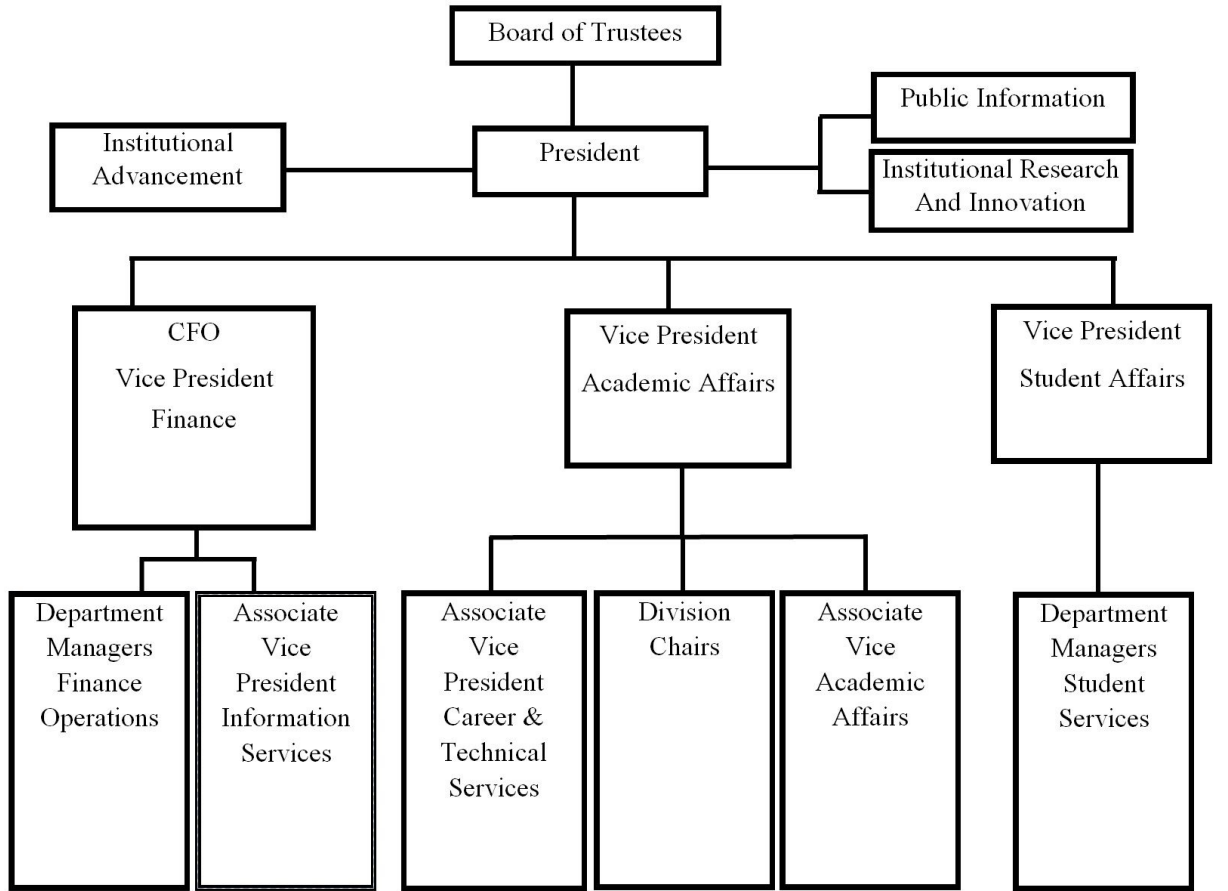 Board of Trustees
Public Information
Institutional
Advancement
President
Institutional Research
And Innovation
CFO
Vice President
Finance
Vice President
Academic Affairs
Vice President
Student Affairs
Department
Managers
Finance
Operations
Associate
Vice
President
Information
Services
Associate
Vice
President
Career &
Technical
Services
Division
Chairs
Associate
Vice
Academic
Affairs
Department
Managers
Student
Services